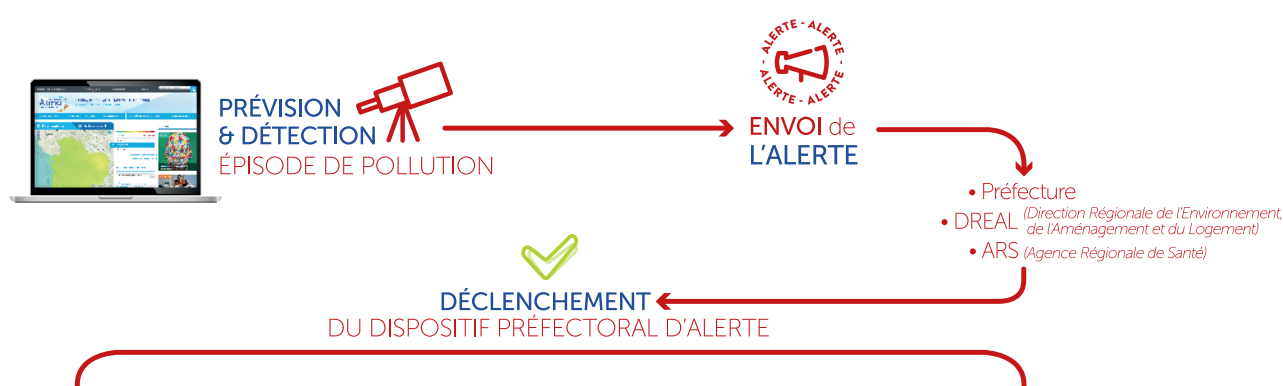 PRÉVISION
& DÉTECTION
ÉPISODE DE POLLUTION
ALERTE - ALERTE - ALERTE - ALERTE -
ENVOI de
L'ALERTE
• Préfecture
• DREAL (Direction Régionale de l'Environnement,
de l'Aménagement et du Logement)
• ARS (Agence Régionale de Santé)
DÉCLENCHEMENT
DU DISPOSITIF PRÉFECTORAL D'ALERTE